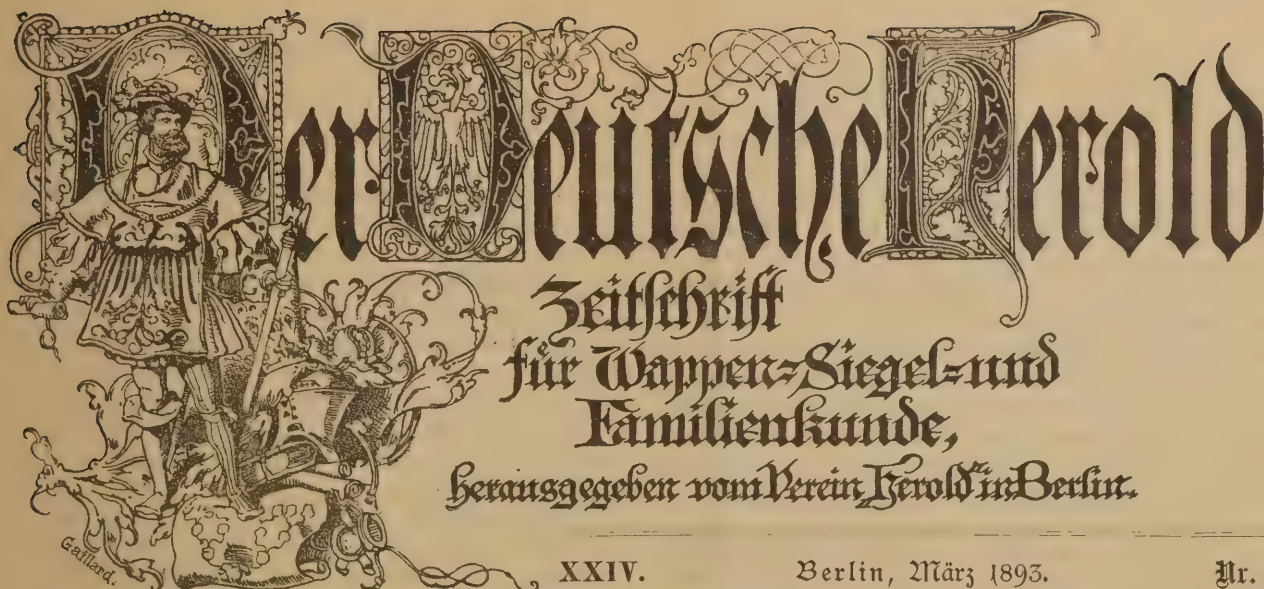 Der Deutsche Herold
Zeitschrift
für Wappen-Siegel-und
Familienkunde,
herausgegeben vom Verein „Herold“ in Berlin.
Gaillard.
XXIV. Berlin, März 1893. Nr.